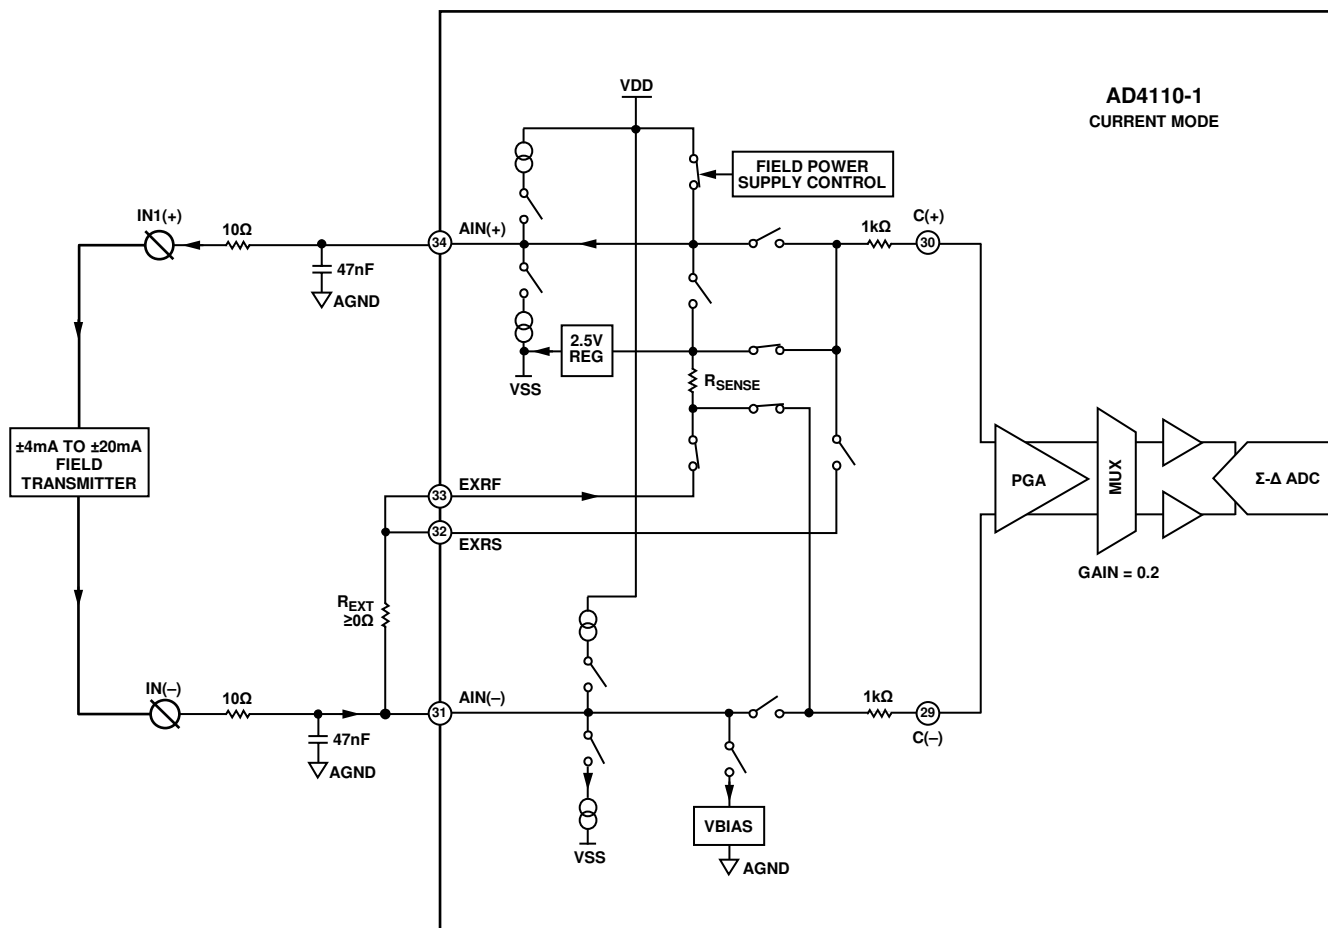 VDD
AD4110-1
CURRENT MODE
FIELD POWER
SUPPLY CONTROL
IN1(+)
10Ω
34
AIN(+)
1kΩ
C(+)
30
47nF
AGND
2.5V
REG
VSS
RSENSE
±4mA TO ±20mA
FIELD
TRANSMITTER
33
EXRF
32
EXRS
PGA
MUX
Σ-Δ ADC
GAIN = 0.2
REXT
≥0Ω
IN(–)
10Ω
31
AIN(–)
1kΩ
29
C(–)
47nF
AGND
VSS
VBIAS
AGND